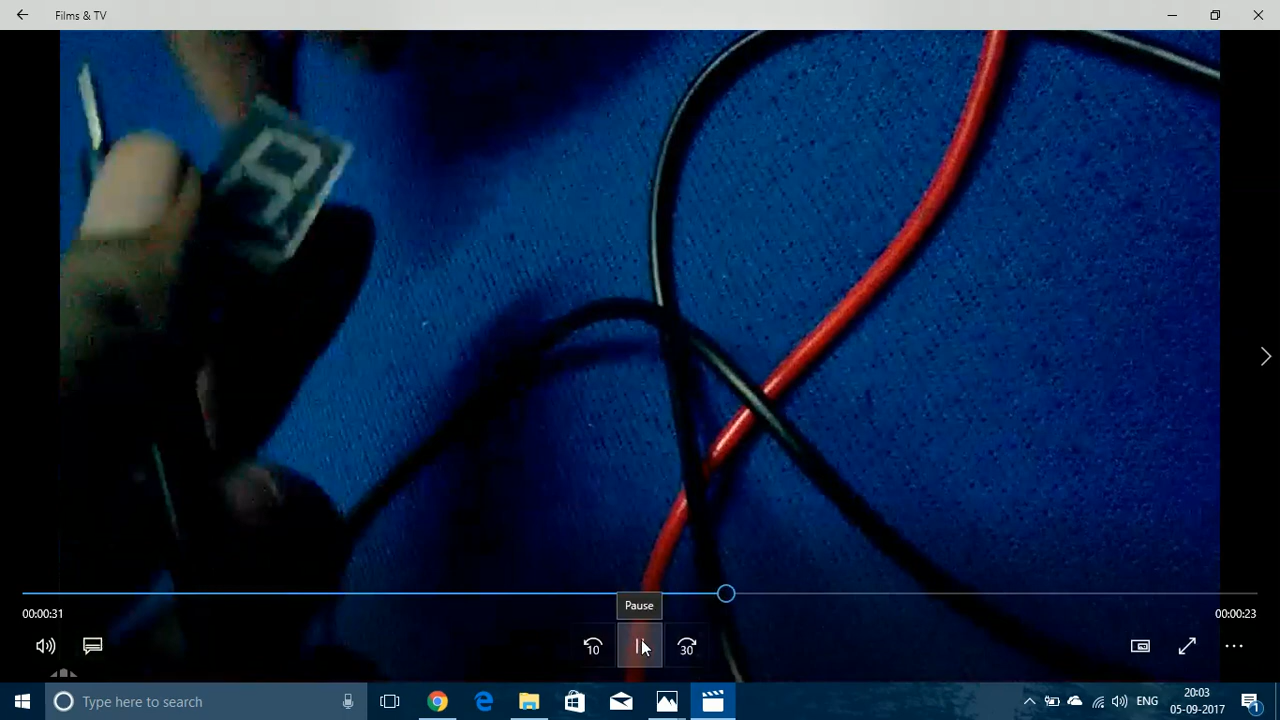 Films & TV
00:00:31
Pause
00:00:23
10
30
Type here to search
ENG
20:03
05-09-2017
1